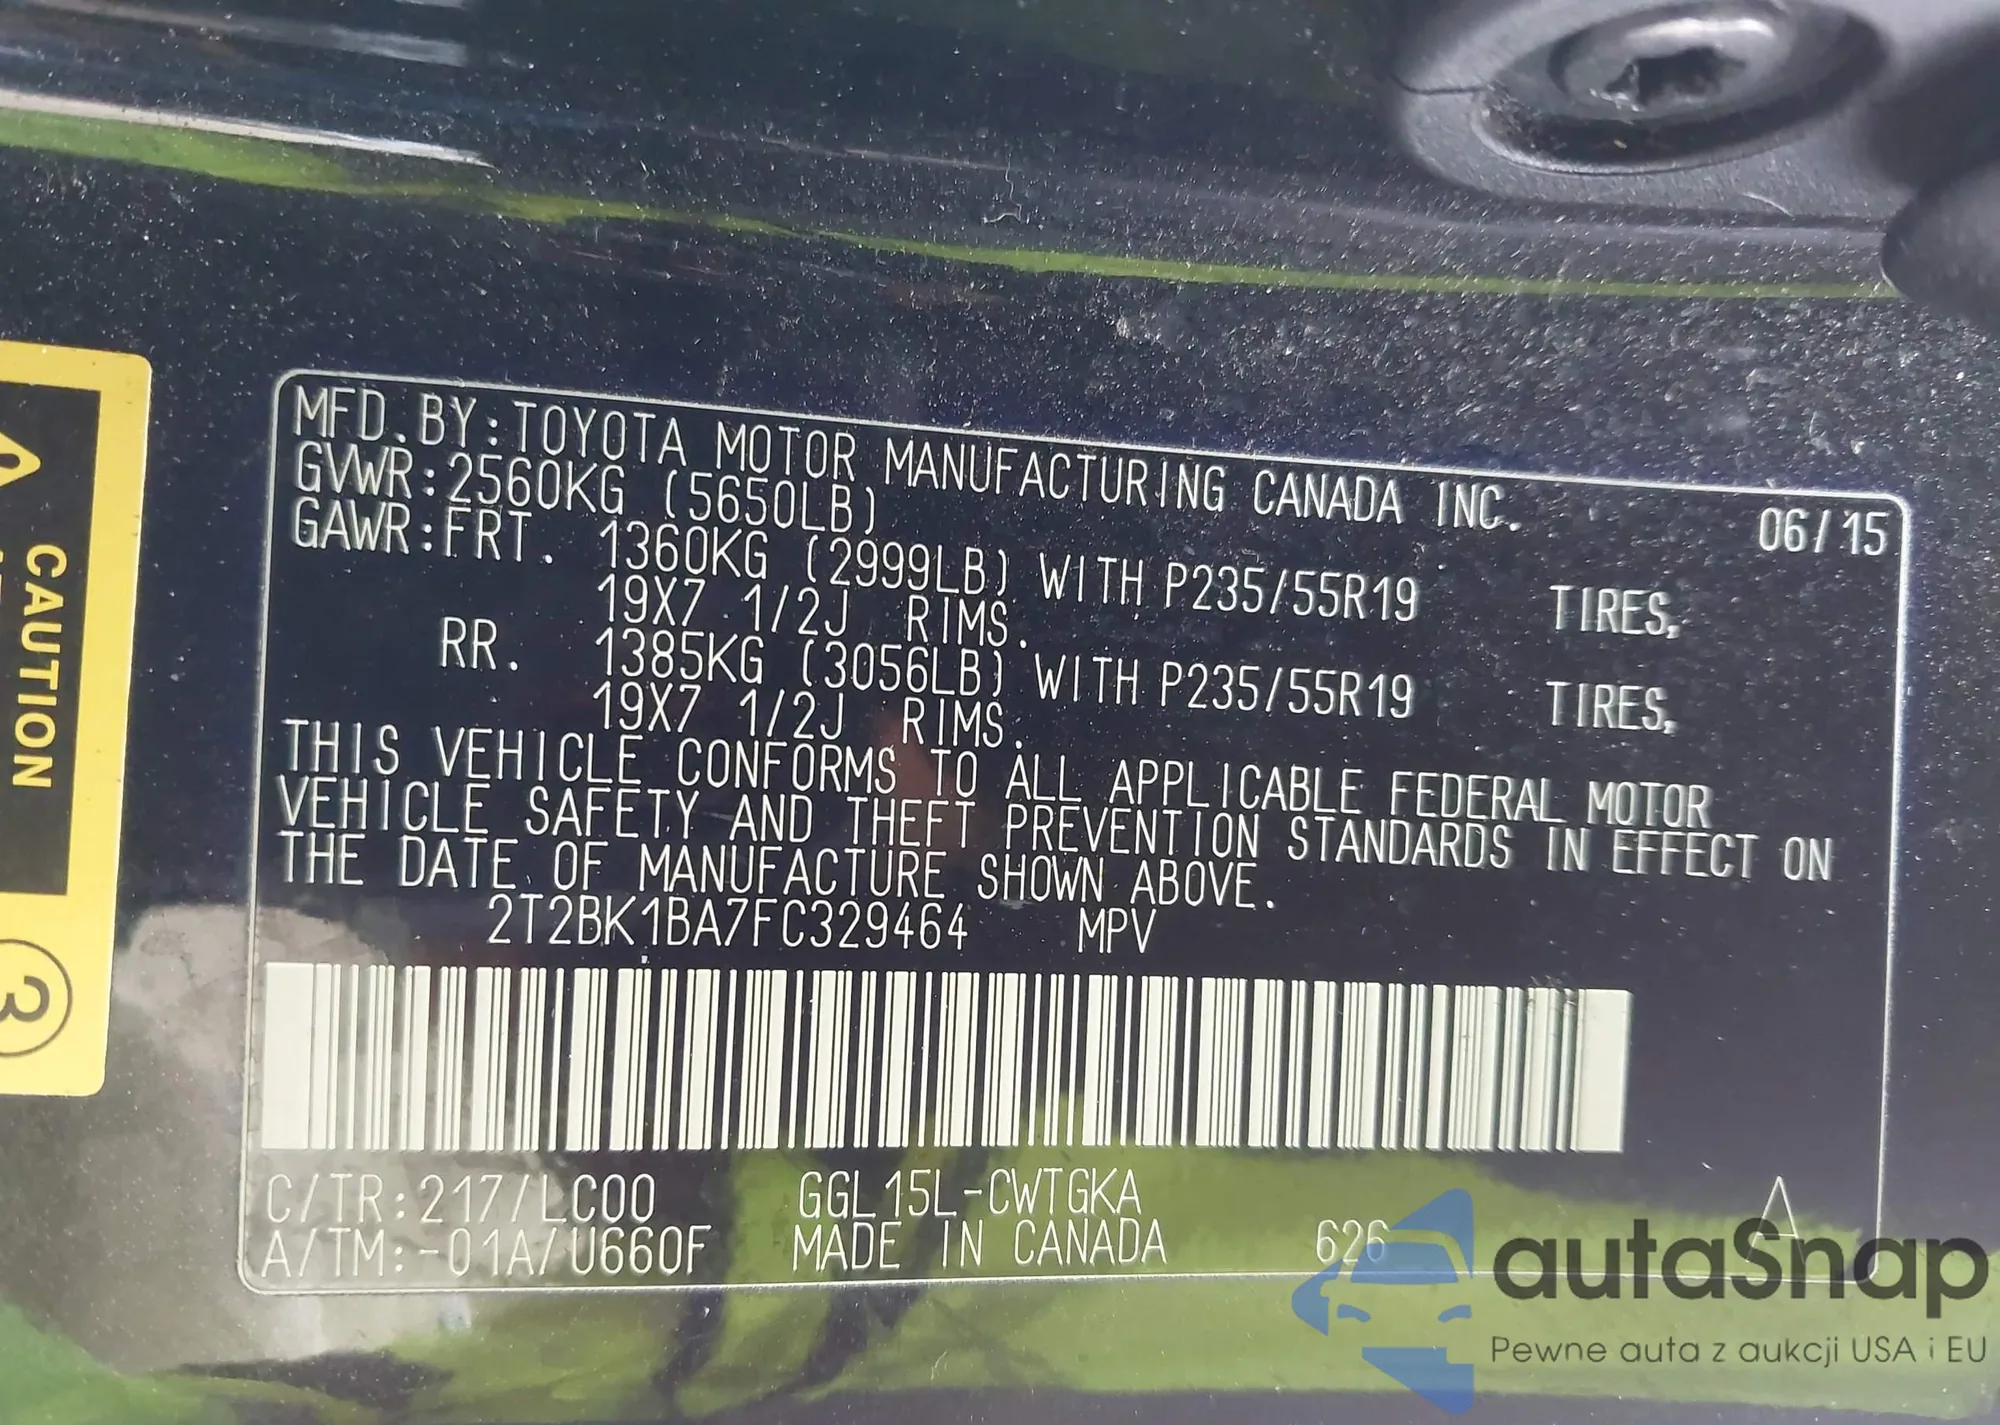 MFD. BY: TOYOTA MOTOR MANUFACTURING CANADA INC. 06/15
GVWR: 2560KG (5650LB)
GAWR: FRT. 1360KG (2999LB) WITH P235/55R19 TIRES,
19X7 1/2J RIMS.
RR. 1385KG (3056LB) WITH P235/55R19 TIRES,
19X7 1/2J RIMS.
THIS VEHICLE CONFORMS TO ALL APPLICABLE FEDERAL MOTOR
VEHICLE SAFETY AND THEFT PREVENTION STANDARDS IN EFFECT ON
THE DATE OF MANUFACTURE SHOWN ABOVE.
2T2BK1BA7FC329464 MPV
C/TR: 217/LC00 GGL15L-CWTGKA A
A/TM: -01A/U660F MADE IN CANADA 626
CAUTION
3
autaSnap
Pewne auta z aukcji USA i EU